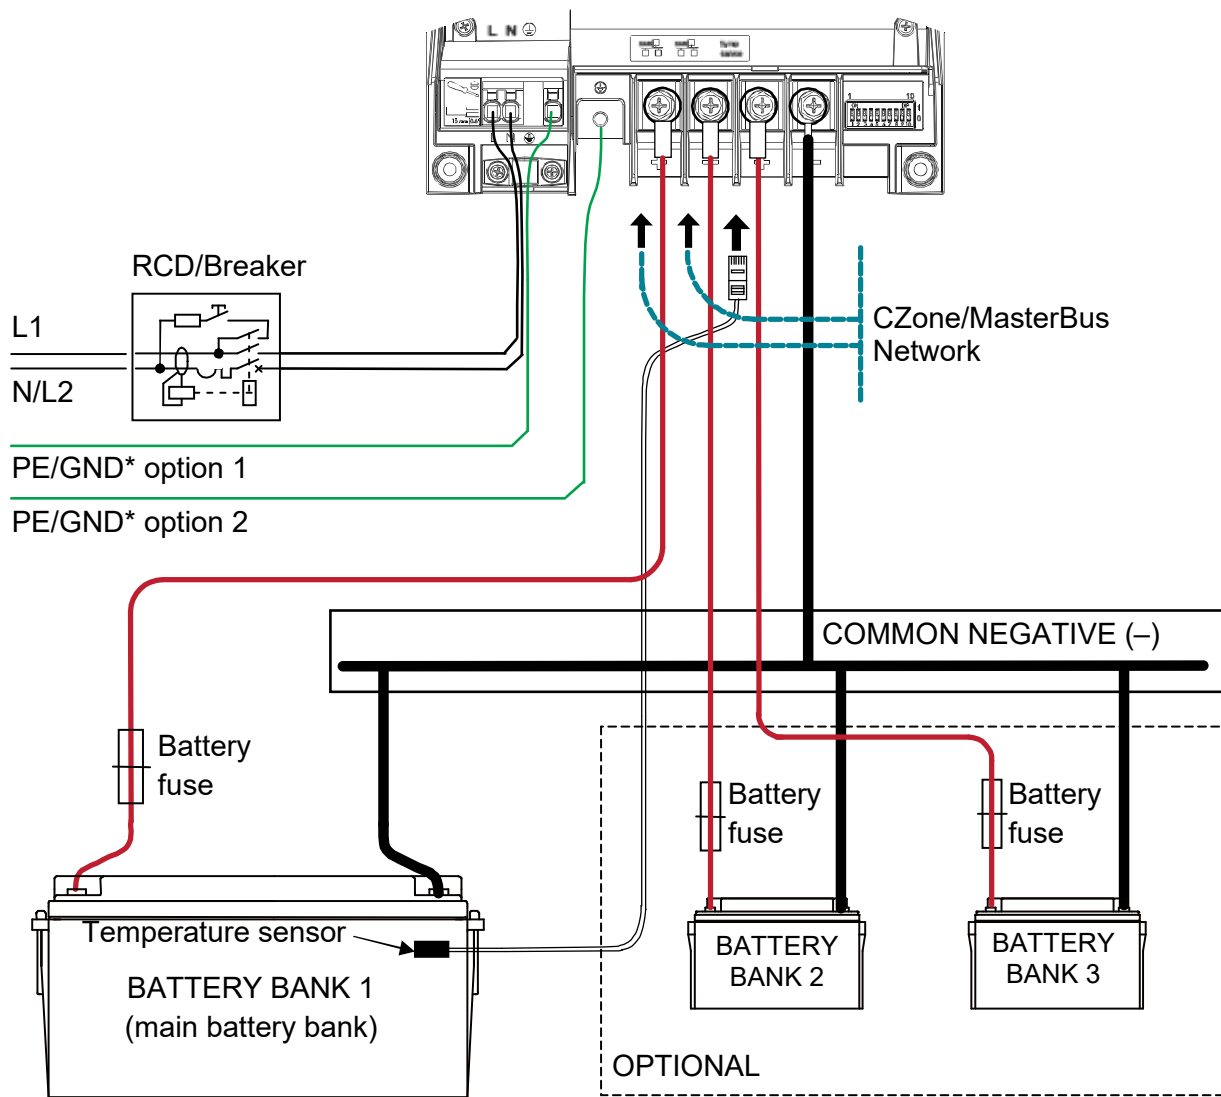 L N
1 10
L N
+ – + –
RCD/Breaker
L1
N/L2
CZone/MasterBus
Network
PE/GND* option 1
PE/GND* option 2
COMMON NEGATIVE (–)
Battery
fuse
Battery
fuse
Battery
fuse
Temperature sensor
BATTERY BANK 1
(main battery bank)
BATTERY
BANK 2
BATTERY
BANK 3
OPTIONAL